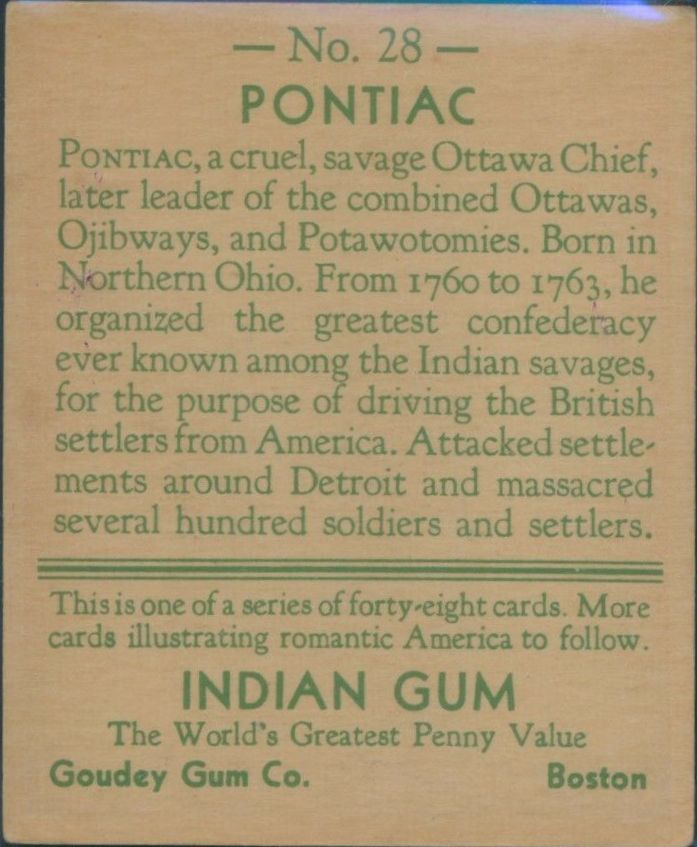 — No. 28 —
PONTIAC
PONTIAC, a cruel, savage Ottawa Chief,
later leader of the combined Ottawas,
Ojibways, and Potawotomies. Born in
Northern Ohio. From 1760 to 1763, he
organized the greatest confederacy
ever known among the Indian savages,
for the purpose of driving the British
settlers from America. Attacked settle-
ments around Detroit and massacred
several hundred soldiers and settlers.
This is one of a series of forty-eight cards. More
cards illustrating romantic America to follow.
INDIAN GUM
The World's Greatest Penny Value
Goudey Gum Co. Boston